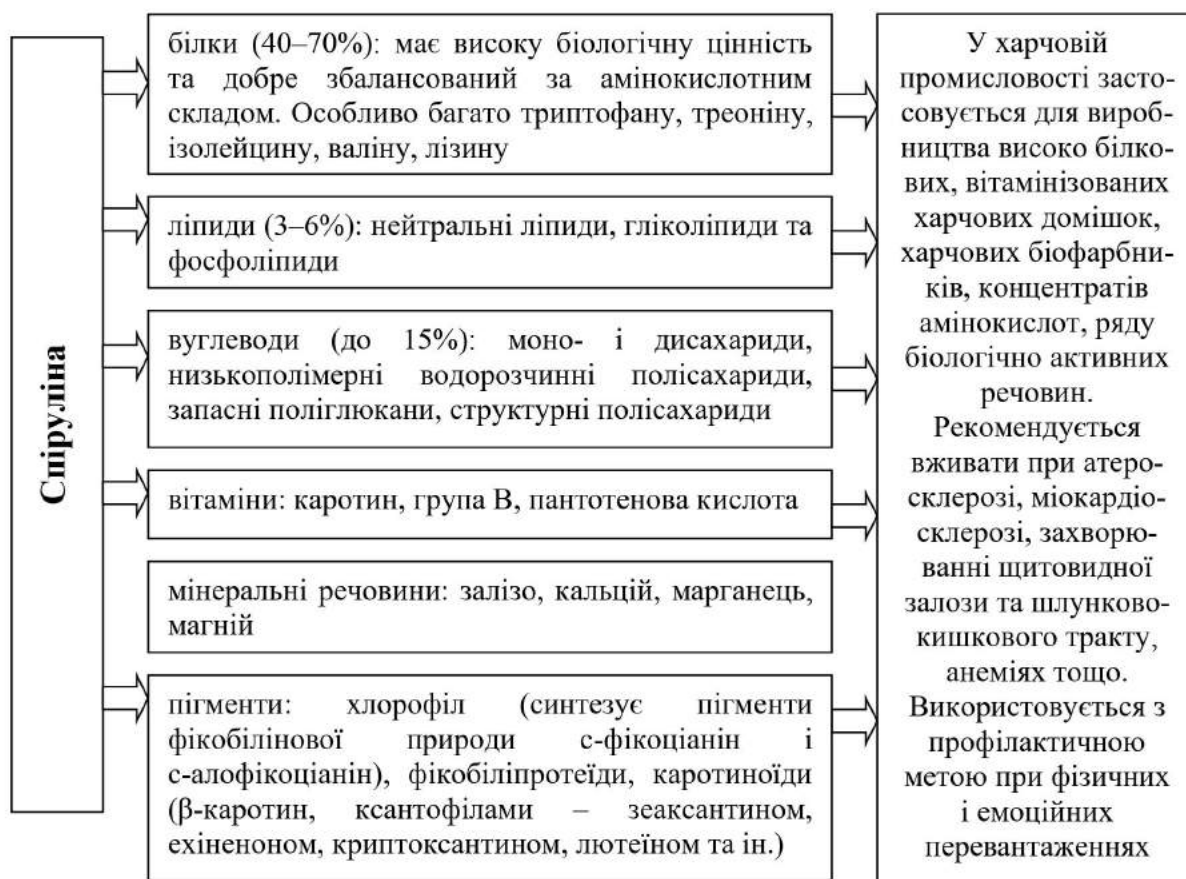 Спіруліна
білки (40–70%): має високу біологічну цінність
та добре збалансований за амінокислотним
складом. Особливо багато триптофану, треоніну,
ізолейцину, валіну, лізину
ліпиди (3–6%): нейтральні ліпиди, гліколіпиди та
фосфоліпиди
вуглеводи (до 15%): моно- і дисахариди,
низькополімерні водорозчинні полісахариди,
запасні поліглюкани, структурні полісахариди
вітаміни: каротин, група В, пантотенова кислота
мінеральні речовини: залізо, кальцій, марганець,
магній
пігменти: хлорофіл (синтезує пігменти
фікобілінової природи с-фікоціанін і
с-алофікоціанін), фікобіліпротеїди, каротиноїди
(β-каротин, ксантофілами – зеаксантином,
ехіненоном, криптоксантином, лютеїном та ін.)
У харчовій
промисловості засто-
совується для вироб-
ництва високо білко-
вих, вітамінізованих
харчових домішок,
харчових біофарбни-
ків, концентратів
амінокислот, ряду
біологічно активних
речовин.
Рекомендується
вживати при атеро-
склерозі, міокардіо-
склерозі, захворю-
ванні щитовидної
залози та шлунково-
кишкового тракту,
анеміях тощо.
Використовується з
профілактичною
метою при фізичних
і емоційних
перевантаженнях